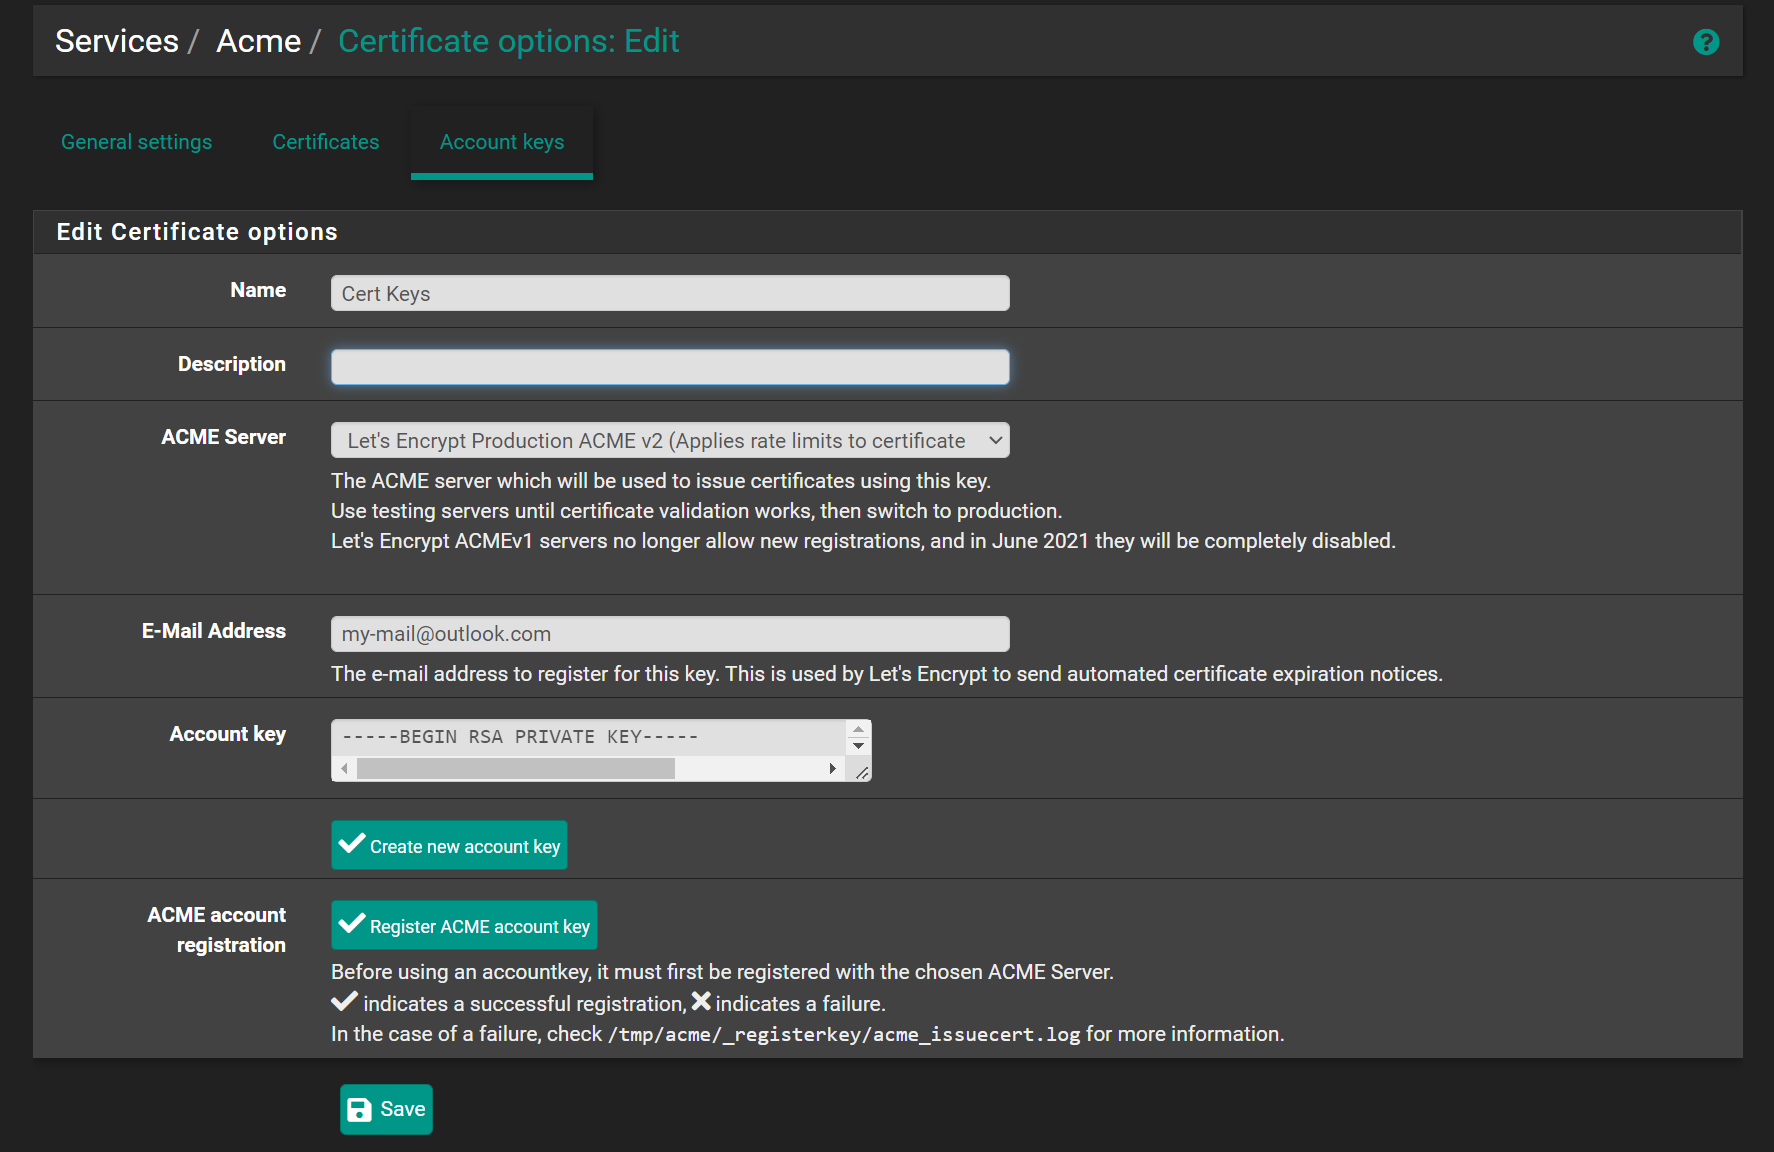 Services / Acme / Certificate options: Edit
General settings
Certificates
Account keys
Edit Certificate options
Name
Cert Keys
Description
ACME Server
Let's Encrypt Production ACME v2 (Applies rate limits to certificate
The ACME server which will be used to issue certificates using this key.
Use testing servers until certificate validation works, then switch to production.
Let's Encrypt ACMEv1 servers no longer allow new registrations, and in June 2021 they will be completely disabled.
E-Mail Address
my-mail@outlook.com
The e-mail address to register for this key. This is used by Let's Encrypt to send automated certificate expiration notices.
Account key
-----BEGIN RSA PRIVATE KEY-----
Create new account key
ACME account
registration
Register ACME account key
Before using an accountkey, it must first be registered with the chosen ACME Server.
indicates a successful registration, indicates a failure.
In the case of a failure, check /tmp/acme/_registerkey/acme_issuecert.log for more information.
Save